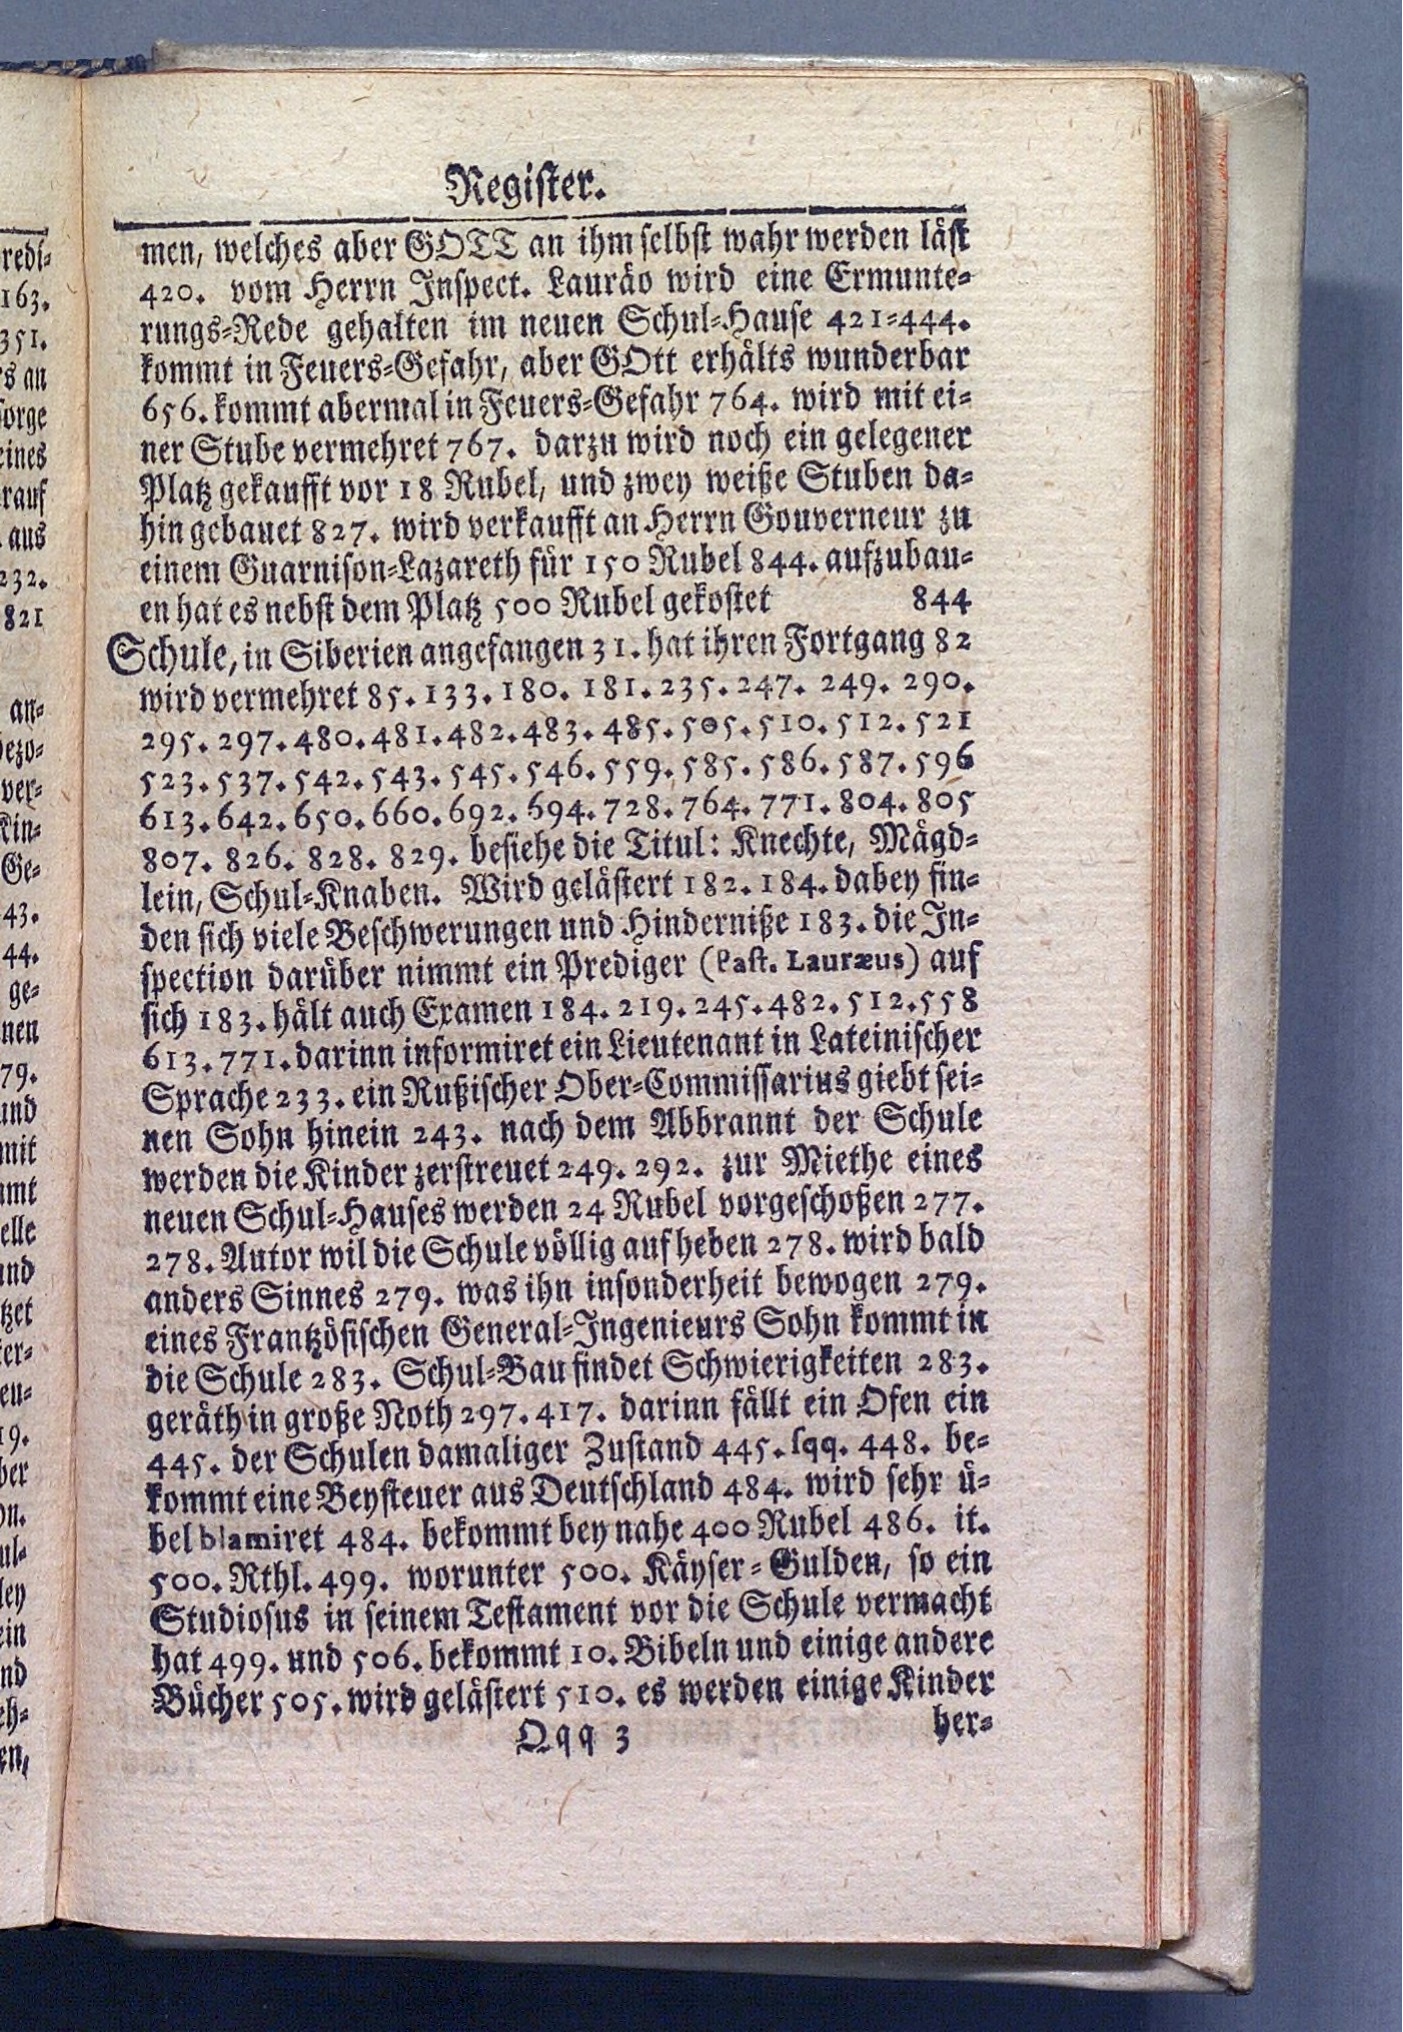 Register.
men, welches aber GOTT an ihm selbst wahr werden läst
420. vom Herrn Inspect. Lauräo wird eine Ermunte-
rungs-Rede gehalten im neuen Schul-Hause 421-444.
kommt in Feuers-Gefahr, aber GOtt erhälts wunderbar
656. kommt abermal in Feuers-Gefahr 764. wird mit ei-
ner Stube vermehret 767. darzu wird noch ein gelegener
Platz gekaufft vor 18 Rubel, und zwey weiße Stuben da-
hin gebauet 827. wird verkaufft an Herrn Gouverneur zu
einem Guarnison-Lazareth für 150 Rubel 844. aufzubau-
en hat es nebst dem Platz 500 Rubel gekostet 844
Schule, in Siberien angefangen 31. hat ihren Fortgang 82
wird vermehret 85. 133. 180. 181. 235. 247. 249. 290.
295. 297. 480. 481. 482. 483. 485. 505. 510. 512. 521
523. 537. 542. 543. 545. 546. 559. 585. 586. 587. 596
613. 642. 650. 660. 692. 694. 728. 764. 771. 804. 805
807. 826. 828. 829. besiehe die Titul: Knechte, Mägd-
lein, Schul-Knaben. Wird gelästert 182. 184. dabey fin-
den sich viele Beschwerungen und Hinderniße 183. die In-
spection darüber nimmt ein Prediger (Past. Lauræus) auf
sich 183. hält auch Examen 184. 219. 245. 482. 512. 558
613. 771. darinn informiret ein Lieutenant in Lateinischer
Sprache 233. ein Rußischer Ober-Commissarius giebt sei-
nen Sohn hinein 243. nach dem Abbrannt der Schule
werden die Kinder zerstreuet 249. 292. zur Miethe eines
neuen Schul-Hauses werden 24 Rubel vorgeschoßen 277.
278. Autor wil die Schule völlig aufheben 278. wird bald
anders Sinnes 279. was ihn insonderheit bewogen 279.
eines Frantzösischen General-Ingenieurs Sohn kommt in
die Schule 283. Schul-Bau findet Schwierigkeiten 283.
geräth in große Noth 297. 417. darinn fällt ein Ofen ein
445. der Schulen damaliger Zustand 445. sqq. 448. be-
kommt eine Beysteuer aus Deutschland 484. wird sehr ü-
bel blamiret 484. bekommt bey nahe 400 Rubel 486. it.
500. Rthl. 499. worunter 500. Käyser-Gulden, so ein
Studiosus in seinem Testament vor die Schule vermacht
hat 499. und 506. bekommt 10. Bibeln und einige andere
Bücher 505. wird gelästert 510. es werden einige Kinder
Qqq 3 her-